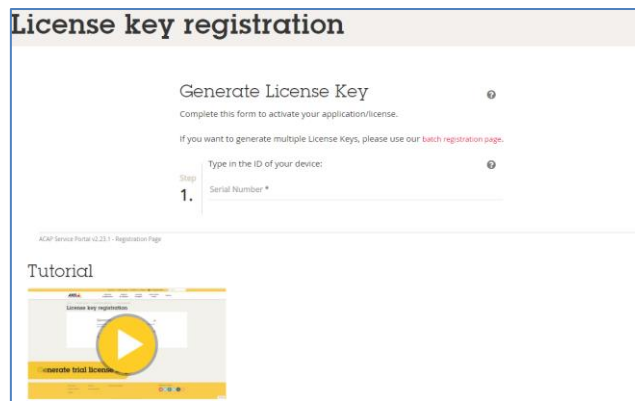 License key registration
Generate License Key
Complete this form to activate your application/license.
If you want to generate multiple License Keys, please use our batch registration page.
Type in the ID of your device:
Step
1.
Serial Number *
ACAP Service Portal v2.23.1 - Registration Page
Tutorial
License key registration
Generate trial license